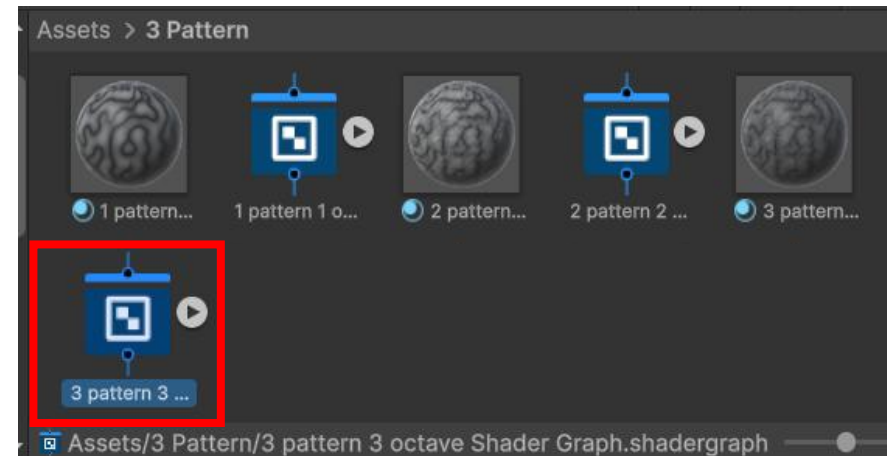 Assets > 3 Pattern
1 pattern...
1 pattern 1 o...
2 pattern...
2 pattern 2 ...
3 pattern...
3 pattern 3 ...
Assets/3 Pattern/3 pattern 3 octave Shader Graph.shadergraph